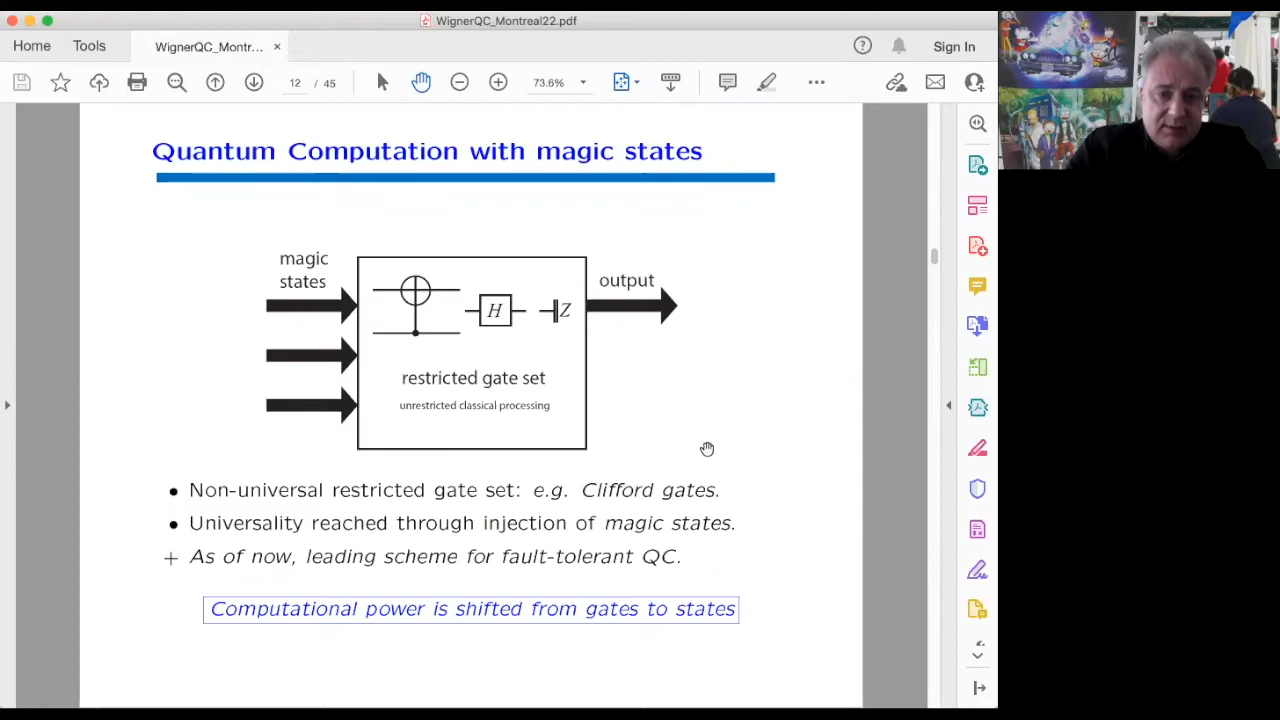 WignerQC_Montreal22.pdf
Home Tools WignerQC_Montr... × Sign In
12 / 45 73.6%
Quantum Computation with magic states
magic
states
output
H Z
restricted gate set
unrestricted classical processing
• Non-universal restricted gate set: e.g. Clifford gates.
• Universality reached through injection of magic states.
+ As of now, leading scheme for fault-tolerant QC.
Computational power is shifted from gates to states